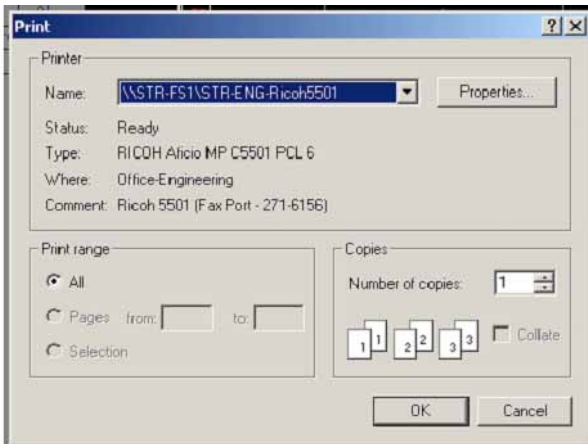 Print
Printer
Name: \\STR-FS1\STR-ENG-Ricoh5501 Properties...
Status: Ready
Type: RICOH Aficio MP C5501 PCL 6
Where: Office-Engineering
Comment: Ricoh 5501 (Fax Port - 271-6156)
Print range
All
Pages from: to:
Selection
Copies
Number of copies: 1
1 1 2 2 3 3 Collate
OK Cancel